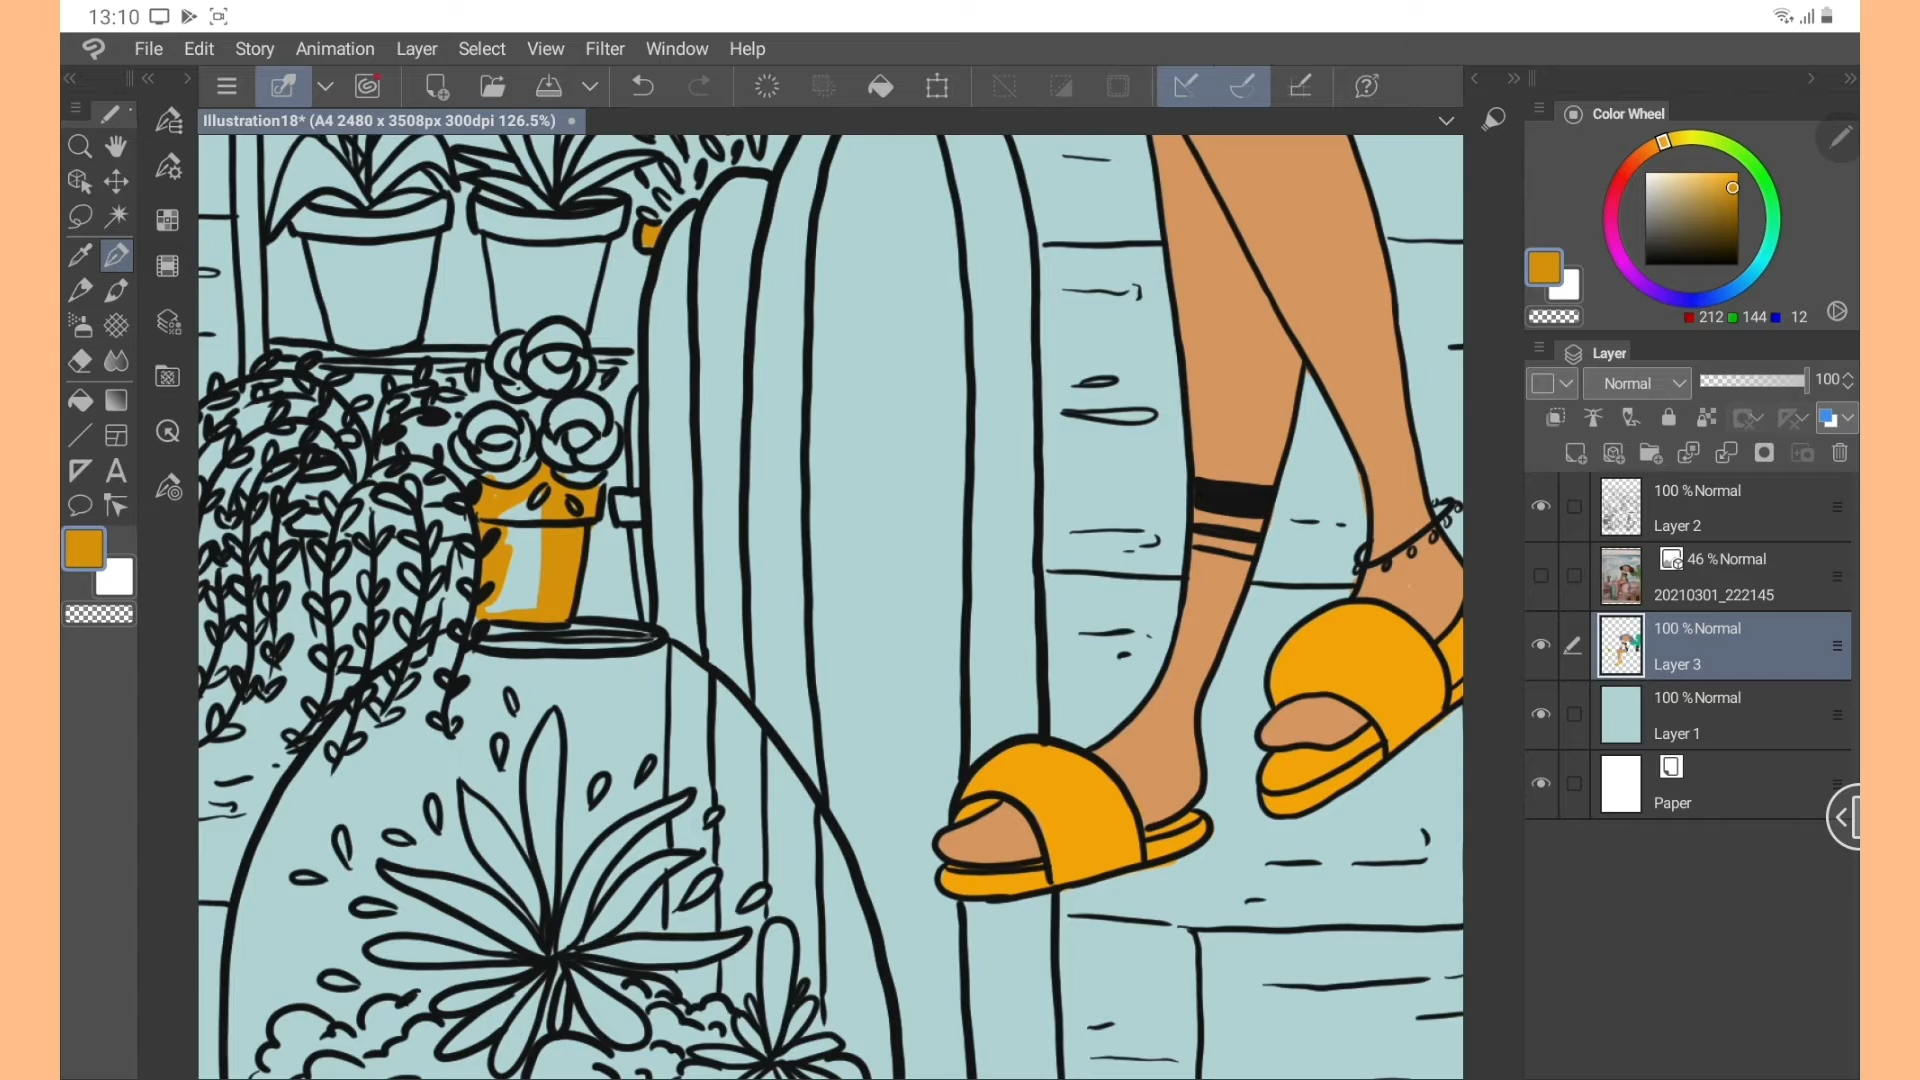 13:10
File Edit Story Animation Layer Select View Filter Window Help
Illustration18* (A4 2480 x 3508px 300dpi 126.5%)
Color Wheel
212 144 12
Layer
Normal 100
100 %Normal
Layer 2
46 %Normal
20210301_222145
100 %Normal
Layer 3
100 %Normal
Layer 1
Paper